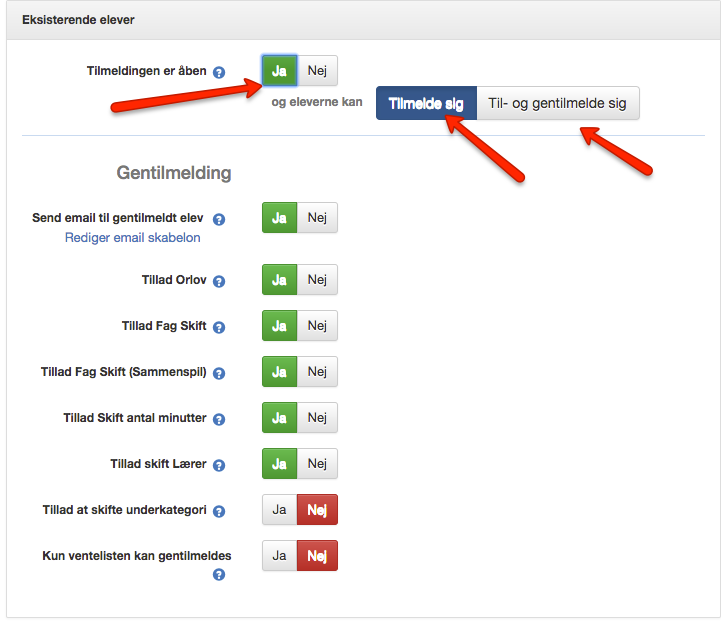 Eksisterende elever
Tilmeldingen er åben ? Ja Nej
og eleverne kan Tilmelde sig Til- og gentilmelde sig
Gentilmelding
Send email til gentilmeldt elev ? Ja Nej
Rediger email skabelon
Tillad Orlov ? Ja Nej
Tillad Fag Skift ? Ja Nej
Tillad Fag Skift (Sammenspil) ? Ja Nej
Tillad Skift antal minutter ? Ja Nej
Tillad skift Lærer ? Ja Nej
Tillad at skifte underkategori ? Ja Nej
Kun ventelisten kan gentilmeldes Ja Nej
?